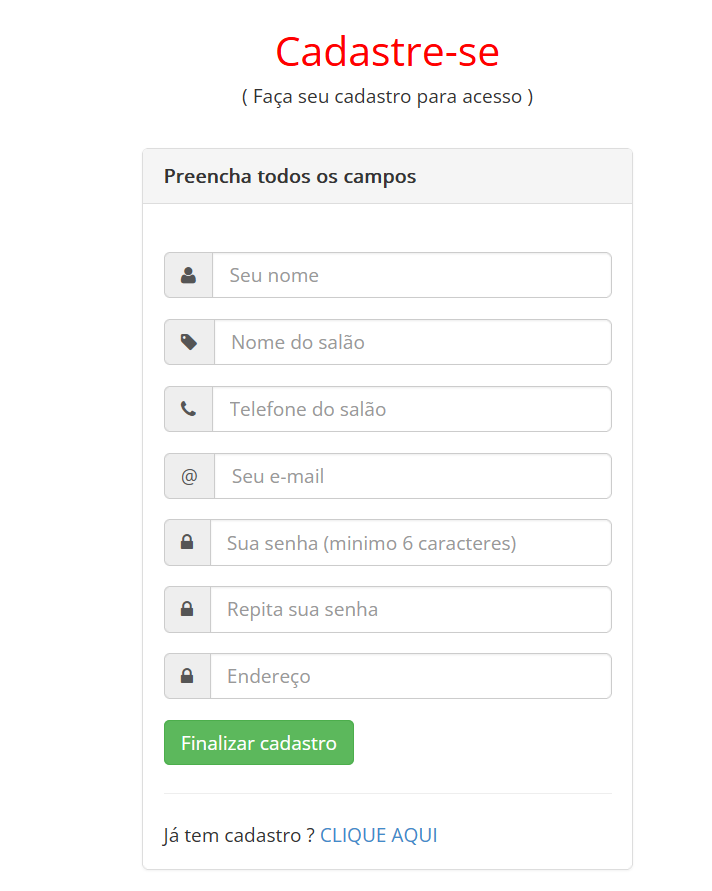 Cadastre-se
( Faça seu cadastro para acesso )
Preencha todos os campos
Seu nome
Nome do salão
Telefone do salão
@ Seu e-mail
Sua senha (minimo 6 caracteres)
Repita sua senha
Endereço
Finalizar cadastro
Já tem cadastro ? CLIQUE AQUI